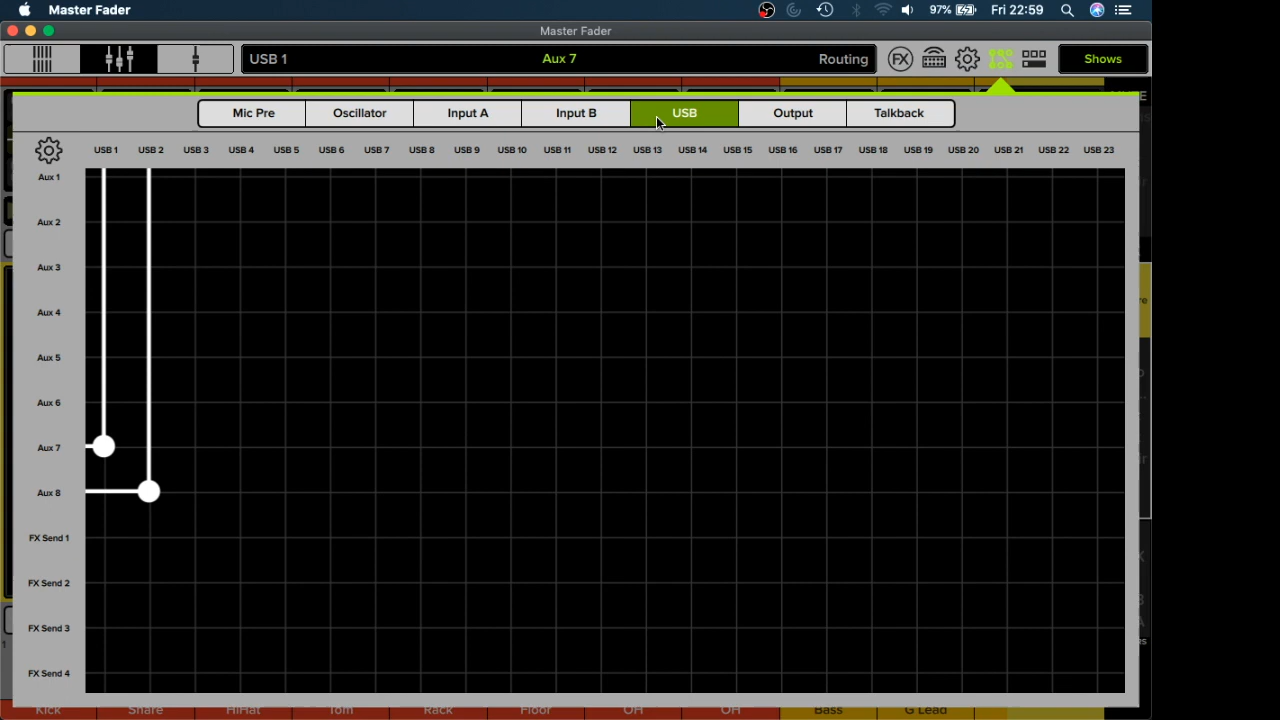 Master Fader 97% Fri 22:59
Master Fader
USB 1 Aux 7 Routing FX Shows
Mic Pre Oscillator Input A Input B USB Output Talkback
USB 1 USB 2 USB 3 USB 4 USB 5 USB 6 USB 7 USB 8 USB 9 USB 10 USB 11 USB 12 USB 13 USB 14 USB 15 USB 16 USB 17 USB 18 USB 19 USB 20 USB 21 USB 22 USB 23
Aux 1
Aux 2
Aux 3
Aux 4
Aux 5
Aux 6
Aux 7
Aux 8
FX Send 1
FX Send 2
FX Send 3
FX Send 4
Kick Snare HiHat Tom Rack Floor OH OH Bass G Lead